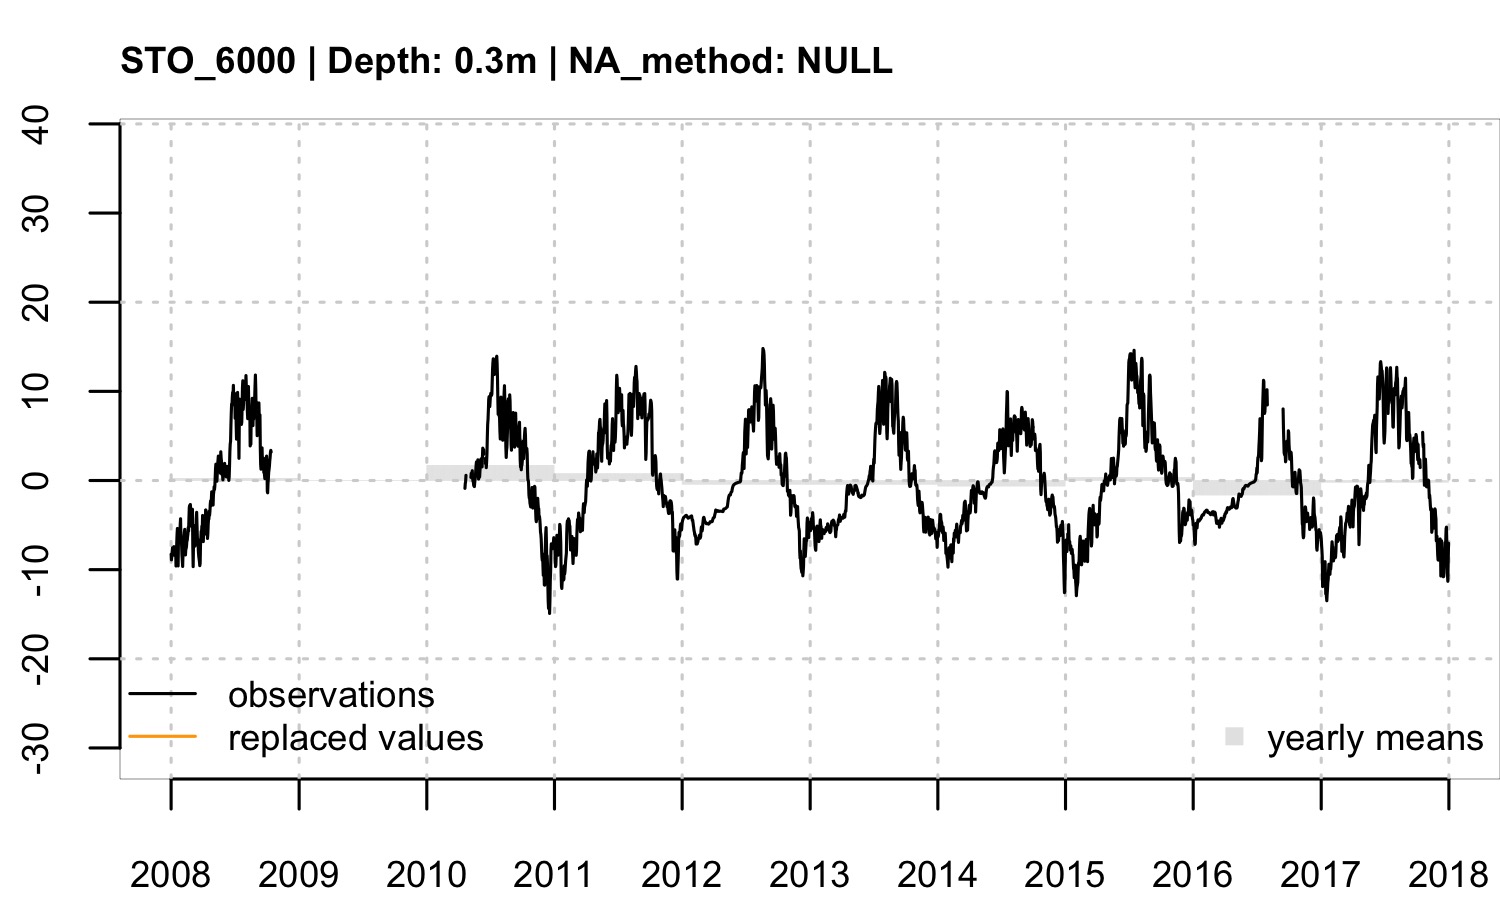 STO_6000 | Depth: 0.3m | NA_method: NULL
40
30
20
10
0
-10
-20
-30
observations
replaced values
yearly means
2008 2009 2010 2011 2012 2013 2014 2015 2016 2017 2018